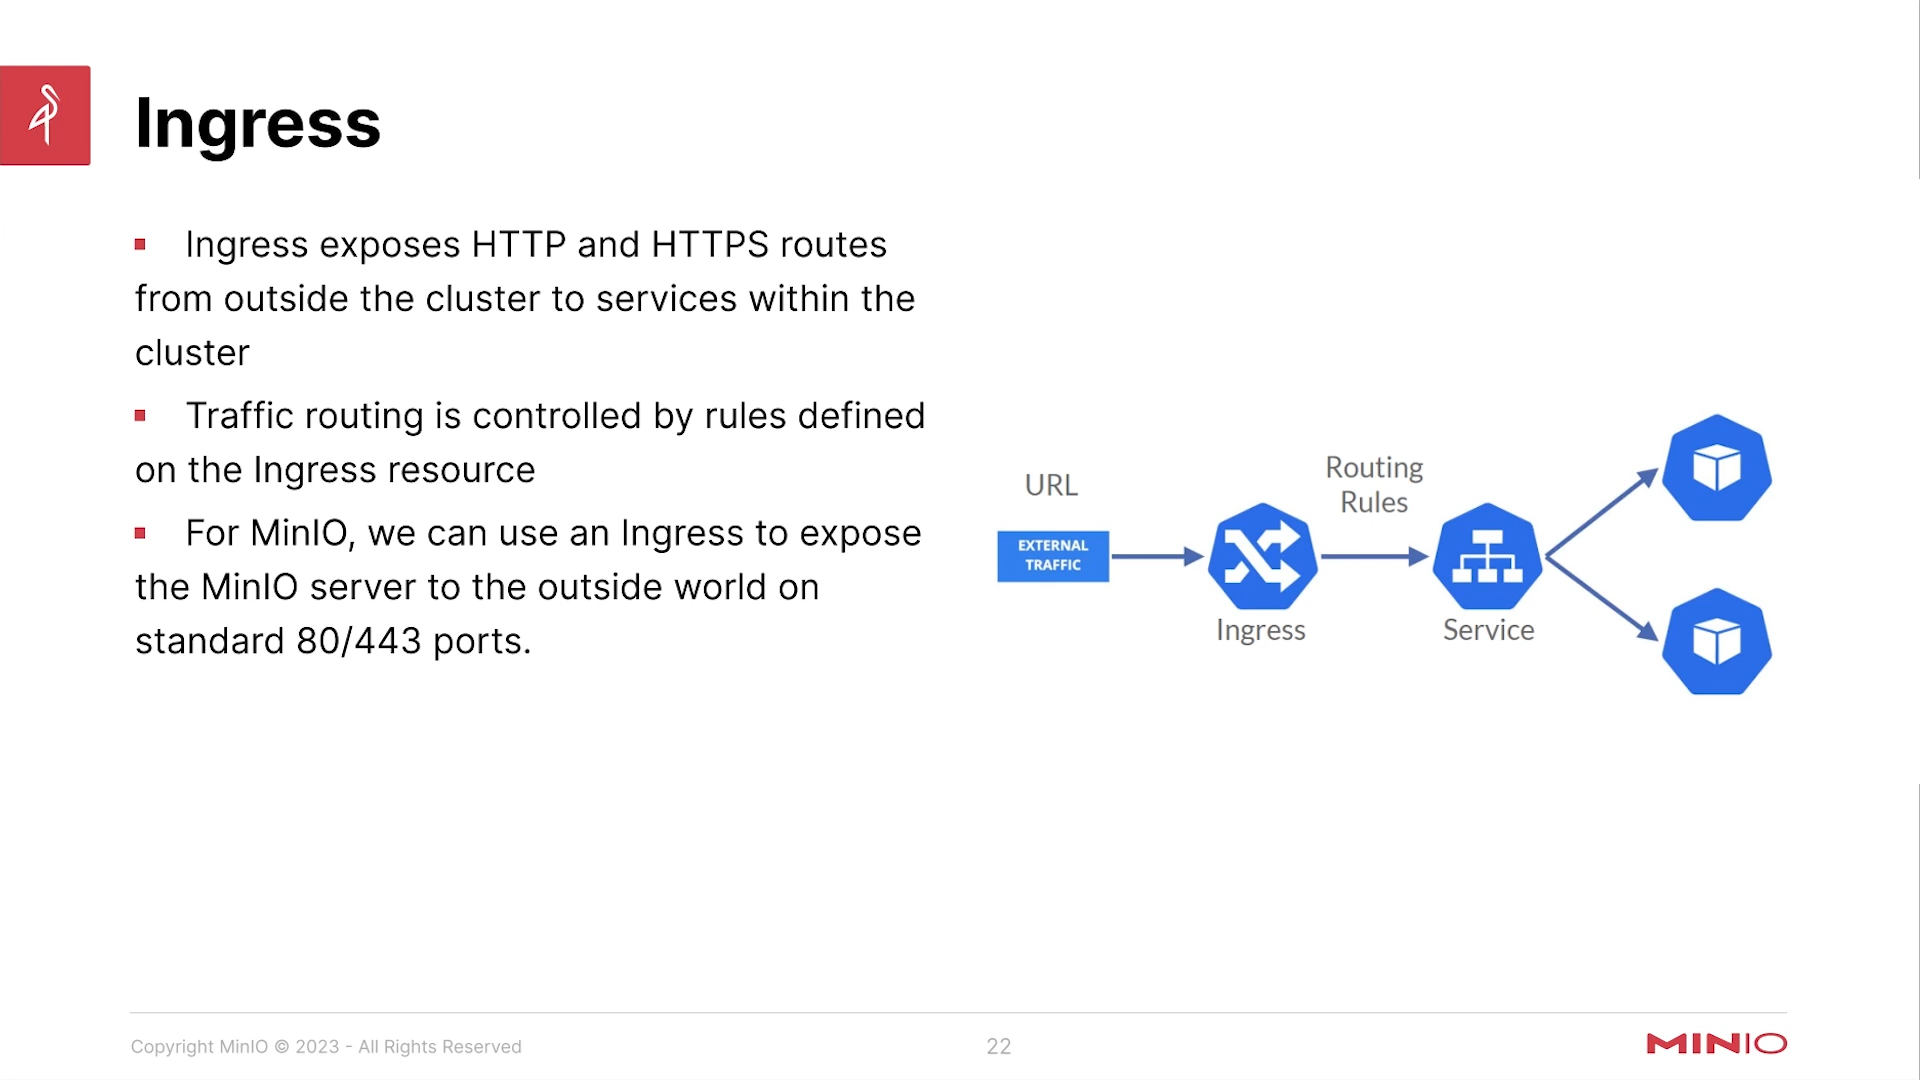 Ingress
Ingress exposes HTTP and HTTPS routes
from outside the cluster to services within the
cluster
Traffic routing is controlled by rules defined
on the Ingress resource
For MinIO, we can use an Ingress to expose
the MinIO server to the outside world on
standard 80/443 ports.
URL
EXTERNAL
TRAFFIC
Ingress
Routing
Rules
Service
Copyright MinIO © 2023 - All Rights Reserved
22
MINIO